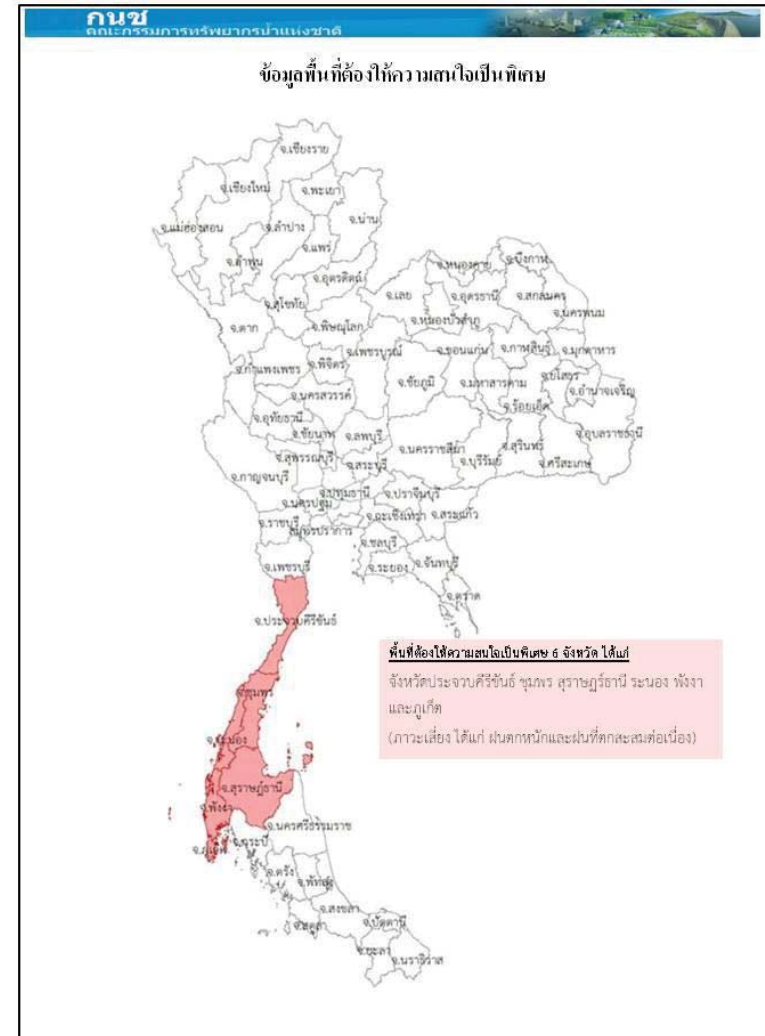 กนช
คณะกรรมการทรัพยากรน้ำแห่งชาติ
ข้อมูลพื้นที่ต้องให้ความสนใจเป็นพิเศษ
จ.เชียงราย
จ.เชียงใหม่
จ.พะเยา
จ.น่าน
จ.แม่ฮ่องสอน
จ.ลำปาง
จ.แพร่
จ.ลำพูน
จ.อุตรดิตถ์
จ.หนองคาย
จ.บึงกาฬ
จ.เลย
จ.อุดรธานี
จ.สกลนคร
จ.นครพนม
จ.สุโขทัย
จ.ตาก
จ.พิษณุโลก
จ.หนองบัวลำภู
จ.เพชรบูรณ์
จ.ขอนแก่น
จ.กาฬสินธุ์
จ.มุกดาหาร
จ.กำแพงเพชร
จ.พิจิตร
จ.ชัยภูมิ
จ.มหาสารคาม
จ.ยโสธร
จ.อำนาจเจริญ
จ.นครสวรรค์
จ.ร้อยเอ็ด
จ.อุทัยธานี
จ.ชัยนาท
จ.ลพบุรี
จ.นครราชสีมา
จ.บุรีรัมย์
จ.สุรินทร์
จ.ศรีสะเกษ
จ.อุบลราชธานี
จ.สุพรรณบุรี
จ.สระบุรี
จ.กาญจนบุรี
จ.ปทุมธานี
จ.ปราจีนบุรี
จ.นครปฐม
จ.ฉะเชิงเทรา
จ.สระแก้ว
จ.ราชบุรี
สมุทรปราการ
จ.ชลบุรี
จ.เพชรบุรี
จ.ระยอง
จ.จันทบุรี
จ.ตราด
จ.ประจวบคีรีขันธ์
พื้นที่ต้องให้ความสนใจเป็นพิเศษ 6 จังหวัด ได้แก่
จังหวัดประจวบคีรีขันธ์ ชุมพร สุราษฎร์ธานี ระนอง พังงา
และภูเก็ต
(ภาวะเสี่ยง ได้แก่ ฝนตกหนักและฝนที่ตกสะสมต่อเนื่อง)
จ.ชุมพร
จ.ระนอง
จ.สุราษฎร์ธานี
จ.พังงา
จ.นครศรีธรรมราช
จ.กระบี่
จ.ภูเก็ต
จ.ตรัง
จ.พัทลุง
จ.สงขลา
จ.สตูล
จ.ปัตตานี
จ.ยะลา
จ.นราธิวาส